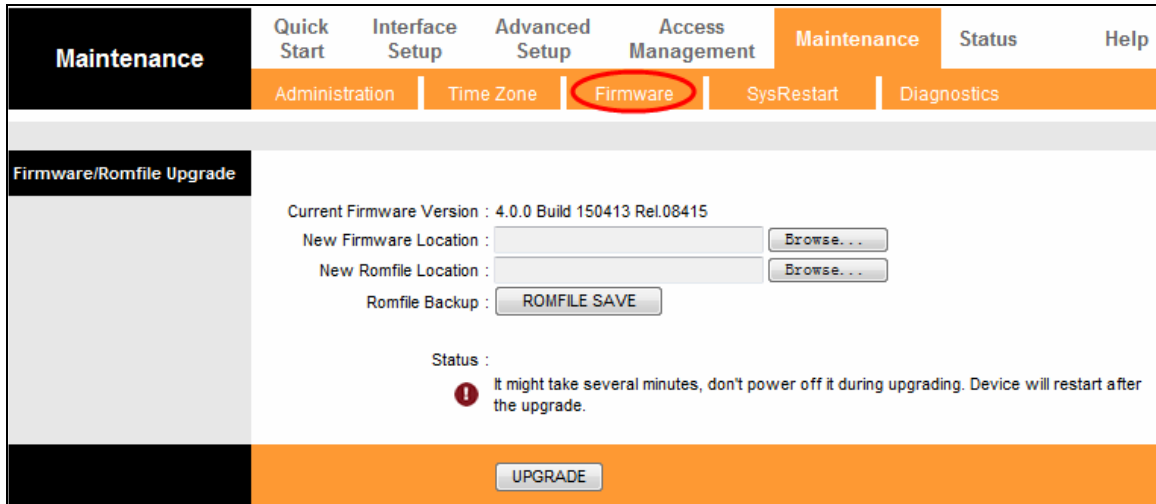 Maintenance
Quick Start
Interface Setup
Advanced Setup
Access Management
Maintenance
Status
Help
Administration
Time Zone
Firmware
SysRestart
Diagnostics
Firmware/Romfile Upgrade
Current Firmware Version : 4.0.0 Build 150413 Rel.08415
New Firmware Location : Browse...
New Romfile Location : Browse...
Romfile Backup : ROMFILE SAVE
Status :
It might take several minutes, don't power off it during upgrading. Device will restart after
the upgrade.
UPGRADE